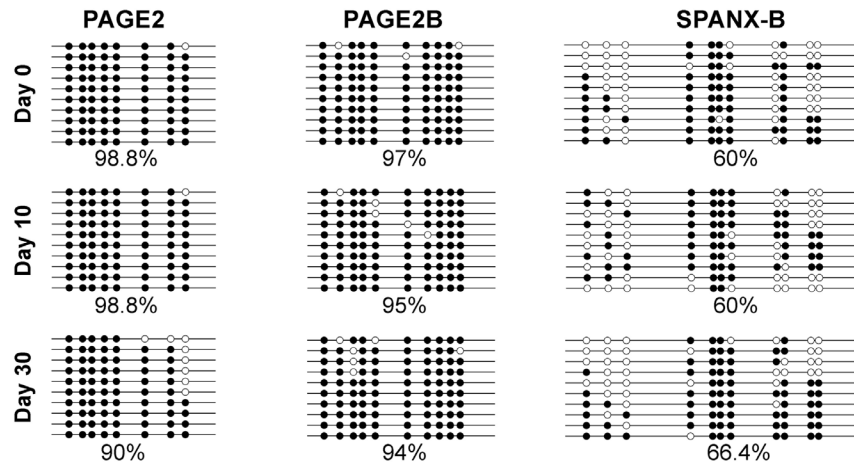 PAGE2 PAGE2B SPANX-B
Day 0
98.8% 97% 60%
Day 10
98.8% 95% 60%
Day 30
90% 94% 66.4%